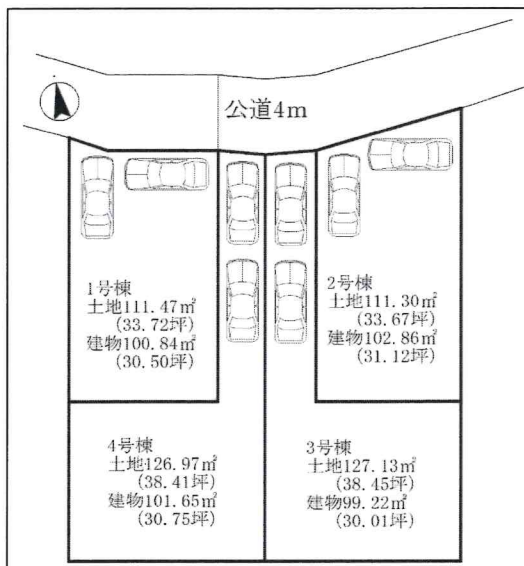 公道4m
1号棟
土地111.47㎡
(33.72坪)
建物100.84㎡
(30.50坪)
2号棟
土地111.30㎡
(33.67坪)
建物102.86㎡
(31.12坪)
4号棟
土地126.97㎡
(38.41坪)
建物101.65㎡
(30.75坪)
3号棟
土地127.13㎡
(38.45坪)
建物99.22㎡
(30.01坪)